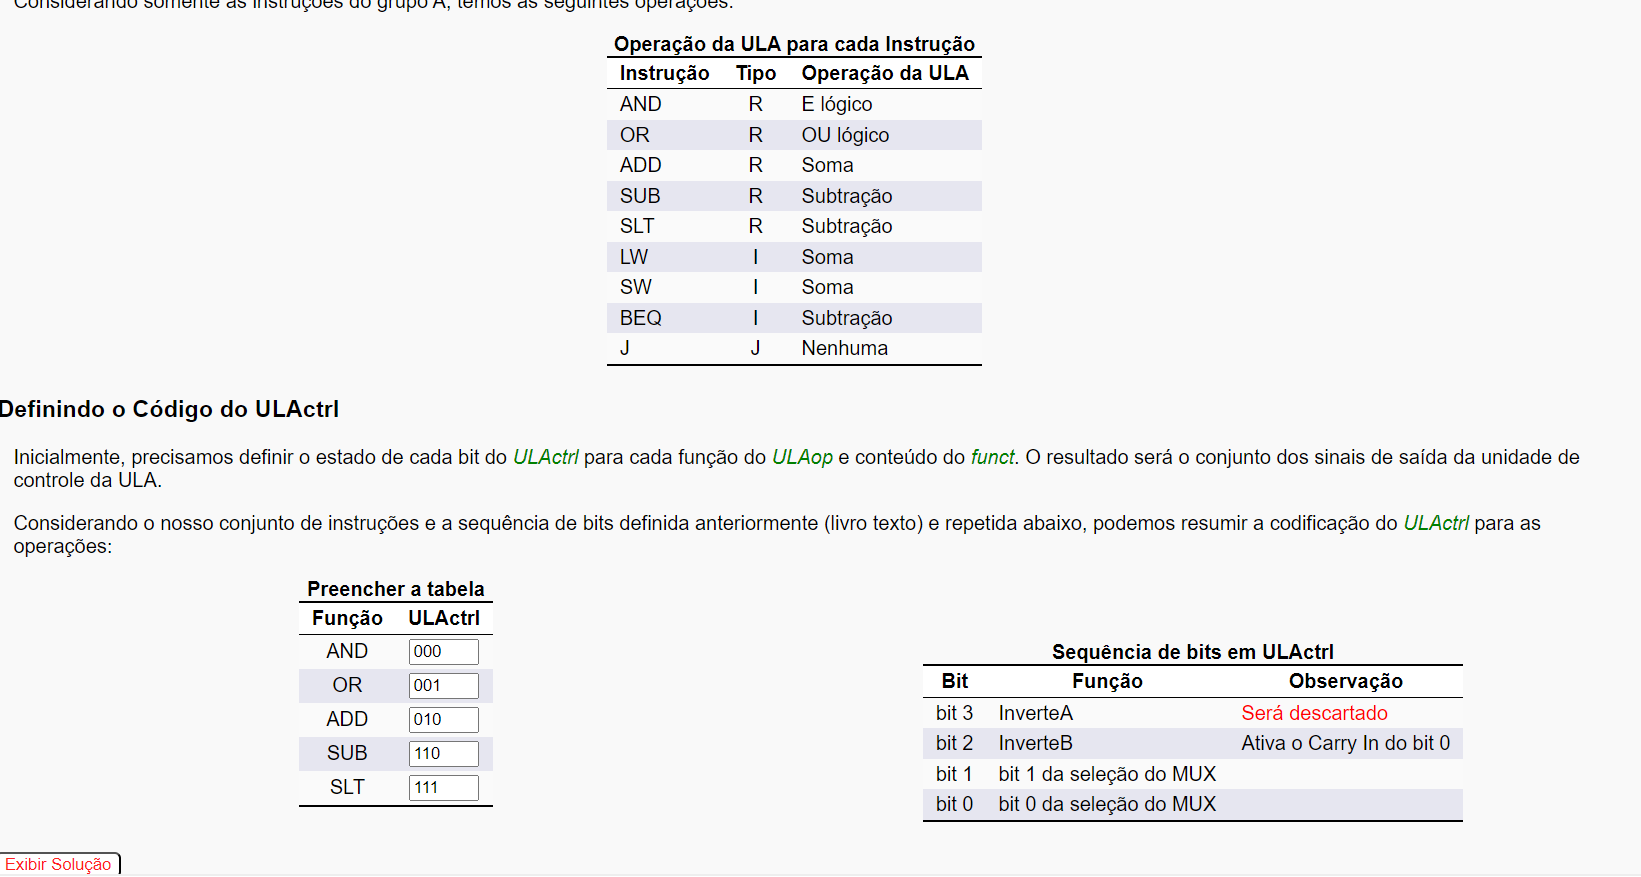 Considerando somente as instruções do grupo A, temos as seguintes operações:
Operação da ULA para cada Instrução
Instrução Tipo Operação da ULA
AND R E lógico
OR R OU lógico
ADD R Soma
SUB R Subtração
SLT R Subtração
LW I Soma
SW I Soma
BEQ I Subtração
J J Nenhuma
Definindo o Código do ULActrl
Inicialmente, precisamos definir o estado de cada bit do ULActrl para cada função do ULAop e conteúdo do funct. O resultado será o conjunto dos sinais de saída da unidade de
controle da ULA.
Considerando o nosso conjunto de instruções e a sequência de bits definida anteriormente (livro texto) e repetida abaixo, podemos resumir a codificação do ULActrl para as
operações:
Preencher a tabela
Função ULActrl
AND 000
OR 001
ADD 010
SUB 110
SLT 111
Sequência de bits em ULActrl
Bit Função Observação
bit 3 InverteA Será descartado
bit 2 InverteB Ativa o Carry In do bit 0
bit 1 bit 1 da seleção do MUX
bit 0 bit 0 da seleção do MUX
Exibir Solução